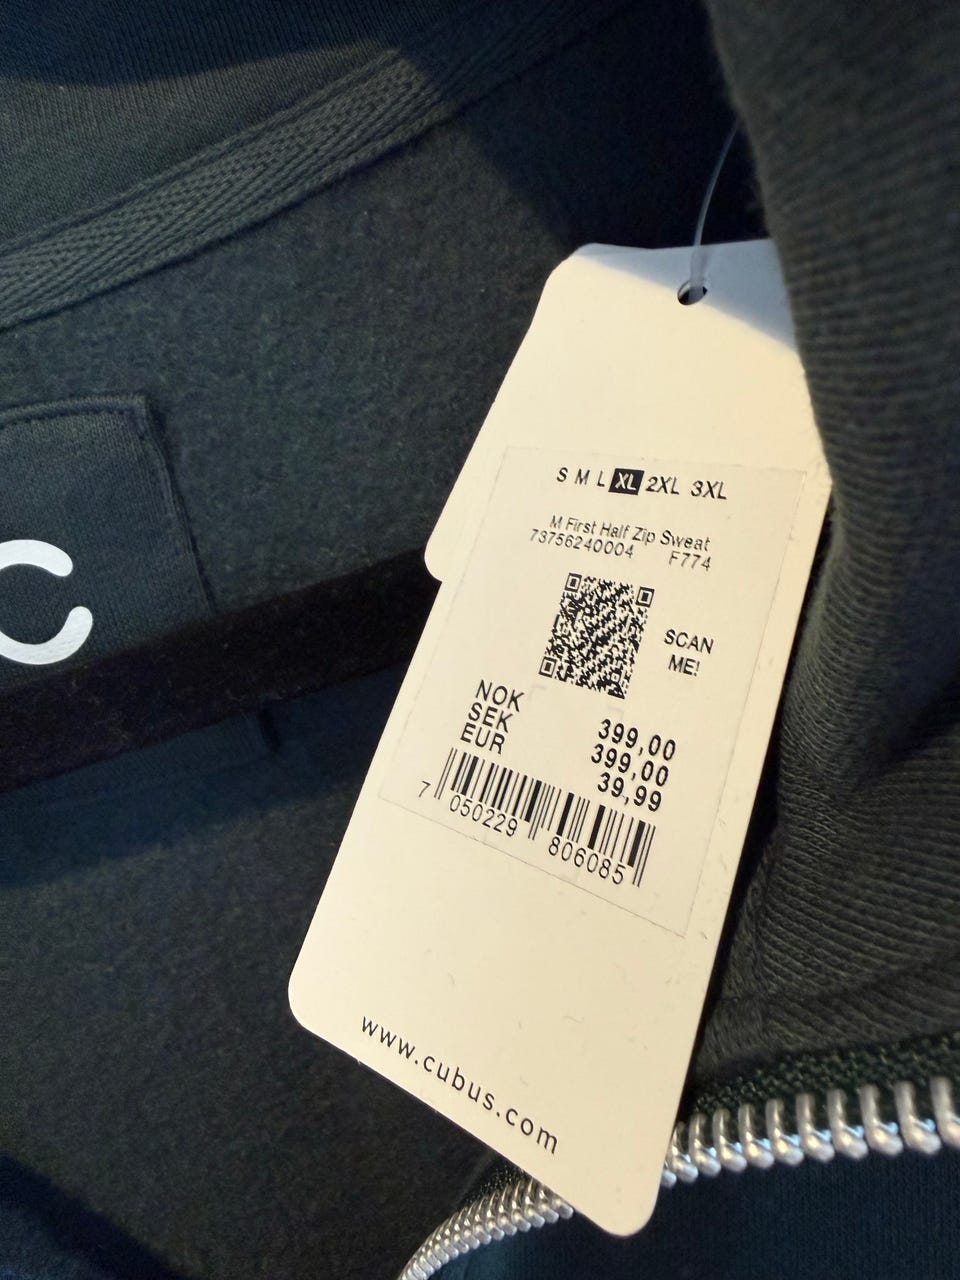 C
S M L XL 2XL 3XL
M First Half Zip Sweat
73756240004 F774
SCAN
ME!
NOK 399,00
SEK 399,00
EUR 39,99
7 050229 806085
www.cubus.com